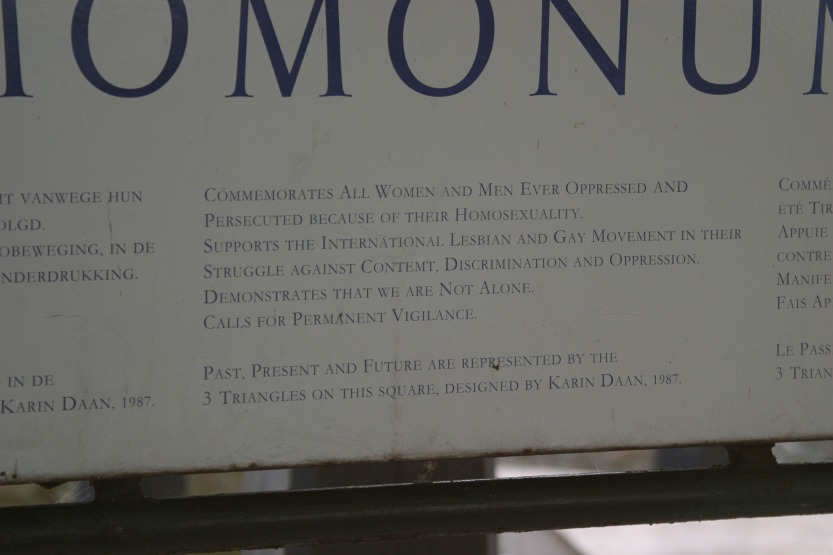 HOMONUM
IT VANWEGE HUN
OLGD.
OBEWEGING, IN DE
NDERDRUKKING.
IN DE
KARIN DAAN, 1987.
COMMEMORATES ALL WOMEN AND MEN EVER OPPRESSED AND
PERSECUTED BECAUSE OF THEIR HOMOSEXUALITY.
SUPPORTS THE INTERNATIONAL LESBIAN AND GAY MOVEMENT IN THEIR
STRUGGLE AGAINST CONTEMT, DISCRIMINATION AND OPPRESSION.
DEMONSTRATES THAT WE ARE NOT ALONE.
CALLS FOR PERMANENT VIGILANCE.
PAST, PRESENT AND FUTURE ARE REPRESENTED BY THE
3 TRIANGLES ON THIS SQUARE, DESIGNED BY KARIN DAAN, 1987.
COMMÉ
ÉTÉ TIR
APPUIE
CONTRE
MANIFE
FAIS AP
LE PASS
3 TRIAN